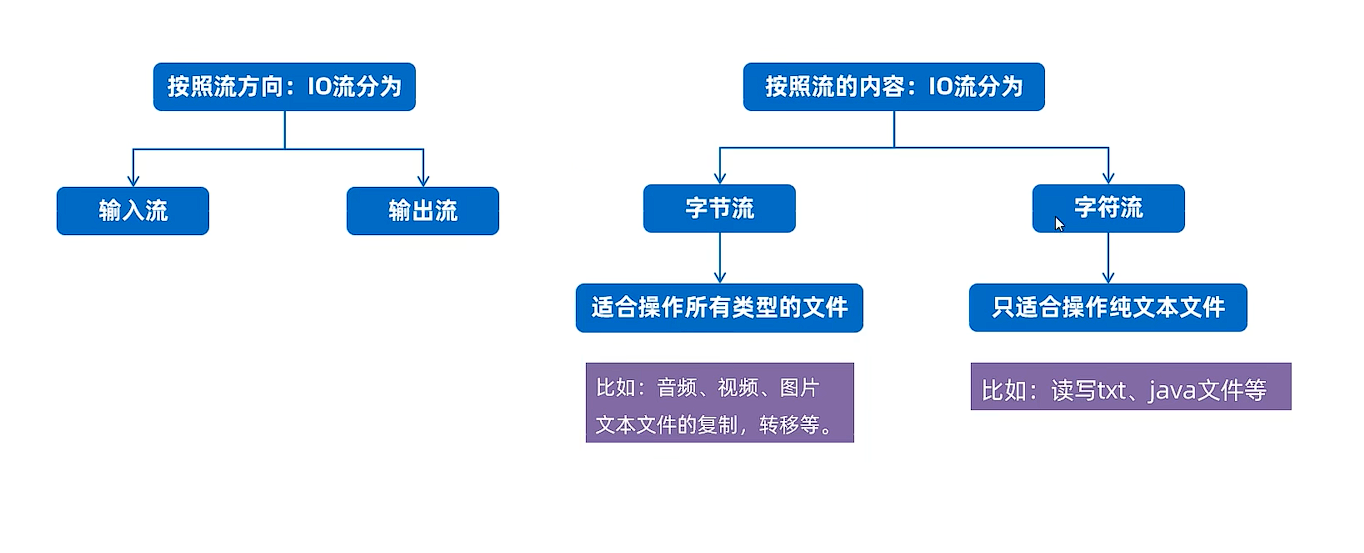 按照流方向：IO流分为
输入流
输出流
按照流的内容：IO流分为
字节流
字符流
适合操作所有类型的文件
只适合操作纯文本文件
比如：音频、视频、图片
文本文件的复制，转移等。
比如：读写txt、java文件等